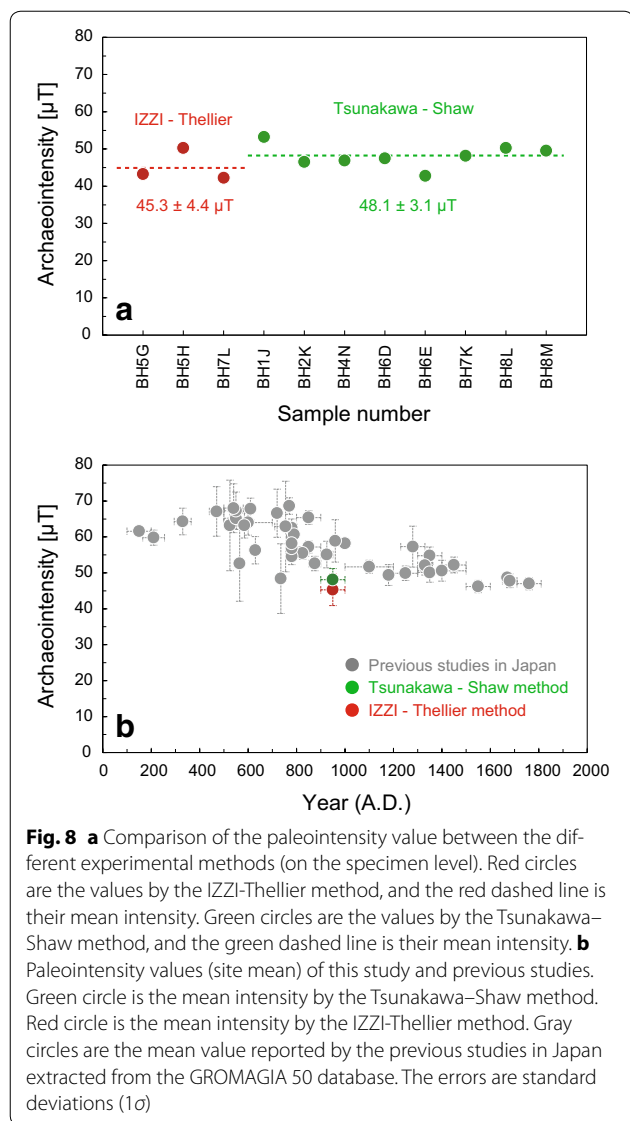 80
70
60
50
40
30
20
10
0
Archaeointensity [µT]
IZZI - Thellier
Tsunakawa - Shaw
45.3 ± 4.4 µT
48.1 ± 3.1 µT
a
BH5G
BH5H
BH7L
BH1J
BH2K
BH4N
BH6D
BH6E
BH7K
BH8L
BH8M
Sample number
80
70
60
50
40
30
20
10
0
Archaeointensity [µT]
Previous studies in Japan
Tsunakawa - Shaw method
IZZI - Thellier method
b
0 200 400 600 800 1000 1200 1400 1600 1800 2000
Year (A.D.)
Fig. 8 a Comparison of the paleointensity value between the dif-
ferent experimental methods (on the specimen level). Red circles
are the values by the IZZI-Thellier method, and the red dashed line is
their mean intensity. Green circles are the values by the Tsunakawa–
Shaw method, and the green dashed line is their mean intensity. b
Paleointensity values (site mean) of this study and previous studies.
Green circle is the mean intensity by the Tsunakawa–Shaw method.
Red circle is the mean intensity by the IZZI-Thellier method. Gray
circles are the mean value reported by the previous studies in Japan
extracted from the GROMAGIA 50 database. The errors are standard
deviations (1σ)